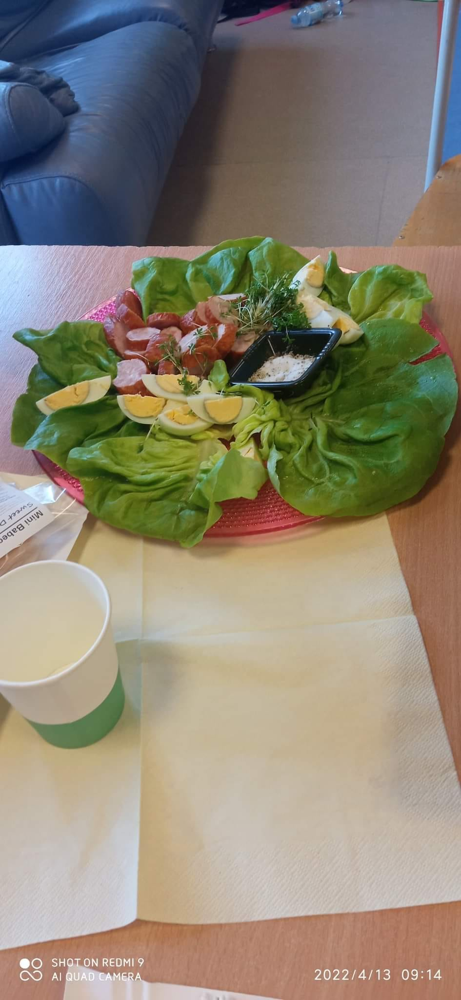 Mini Babe
Sweet
SHOT ON REDMI 9
AI QUAD CAMERA
2022/4/13 09:14